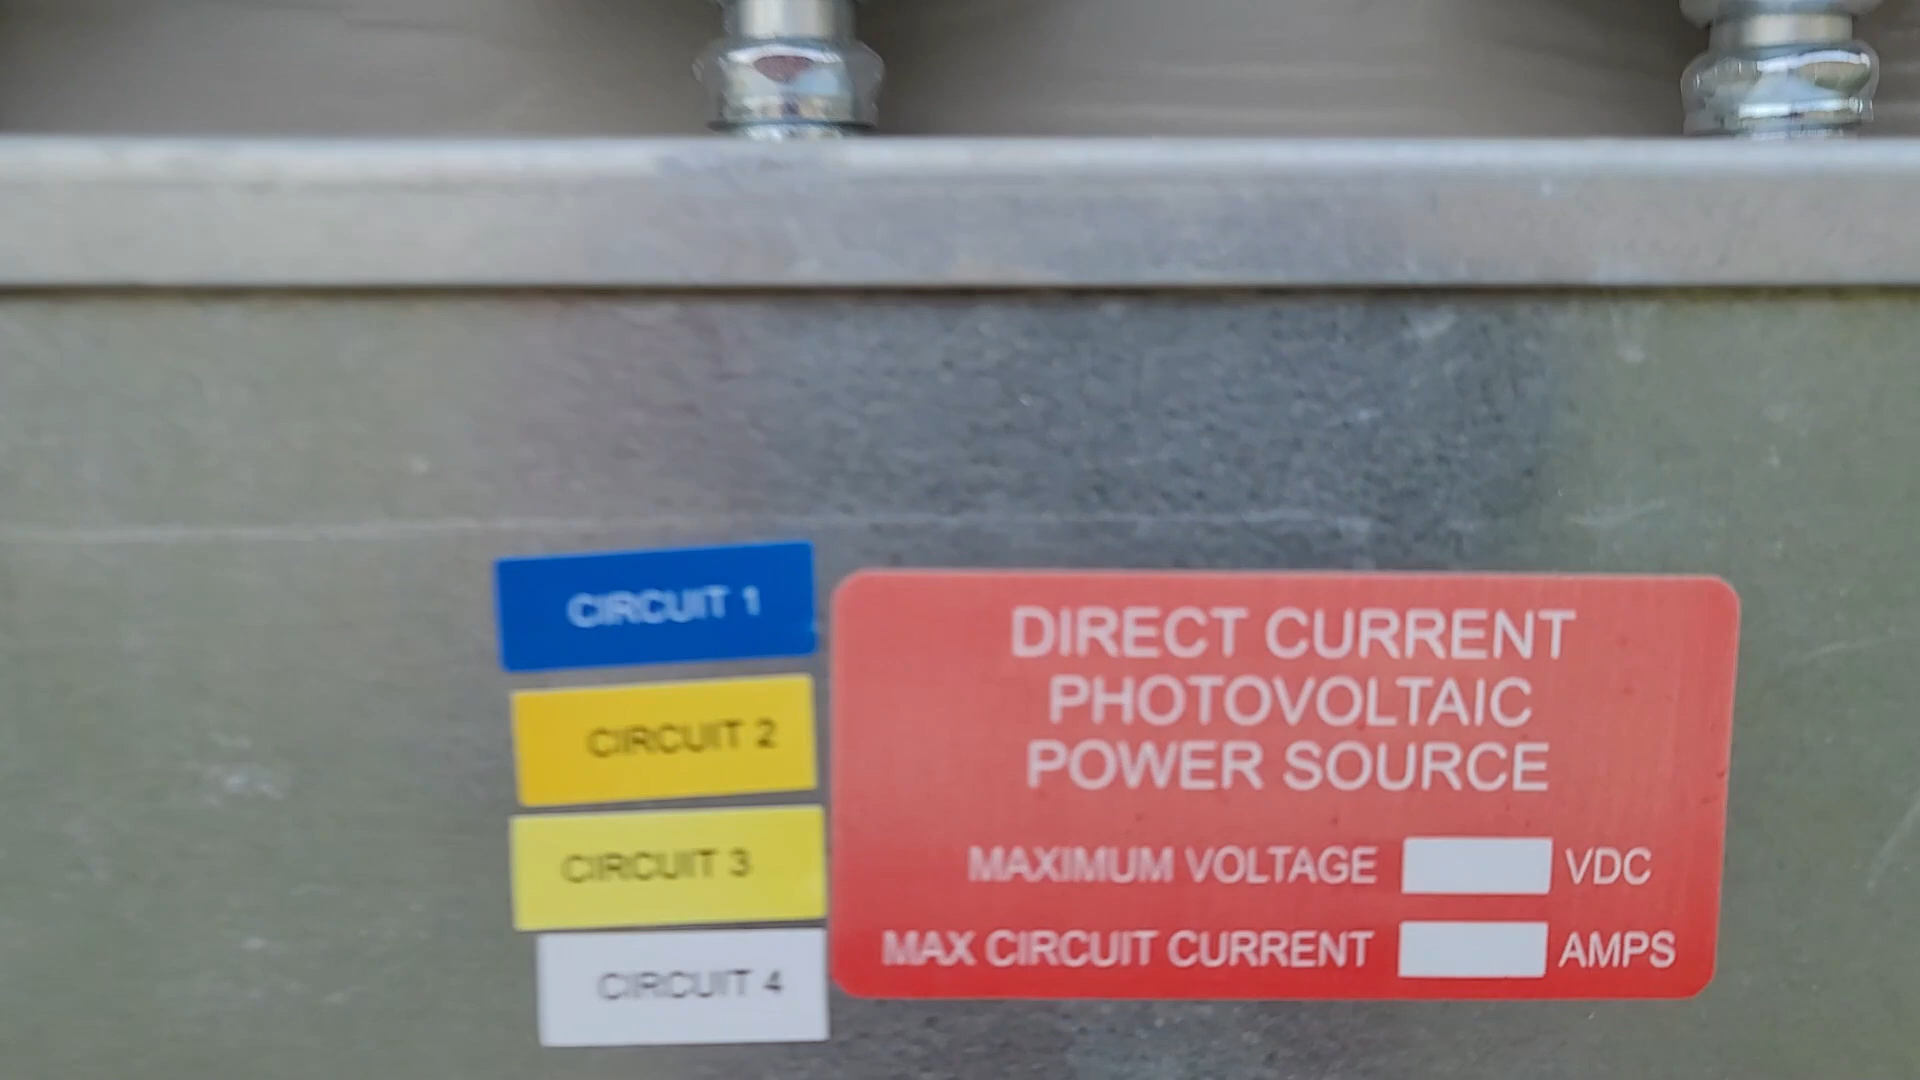 CIRCUIT 1
CIRCUIT 2
CIRCUIT 3
CIRCUIT 4
DIRECT CURRENT
PHOTOVOLTAIC
POWER SOURCE
MAXIMUM VOLTAGE VDC
MAX CIRCUIT CURRENT AMPS